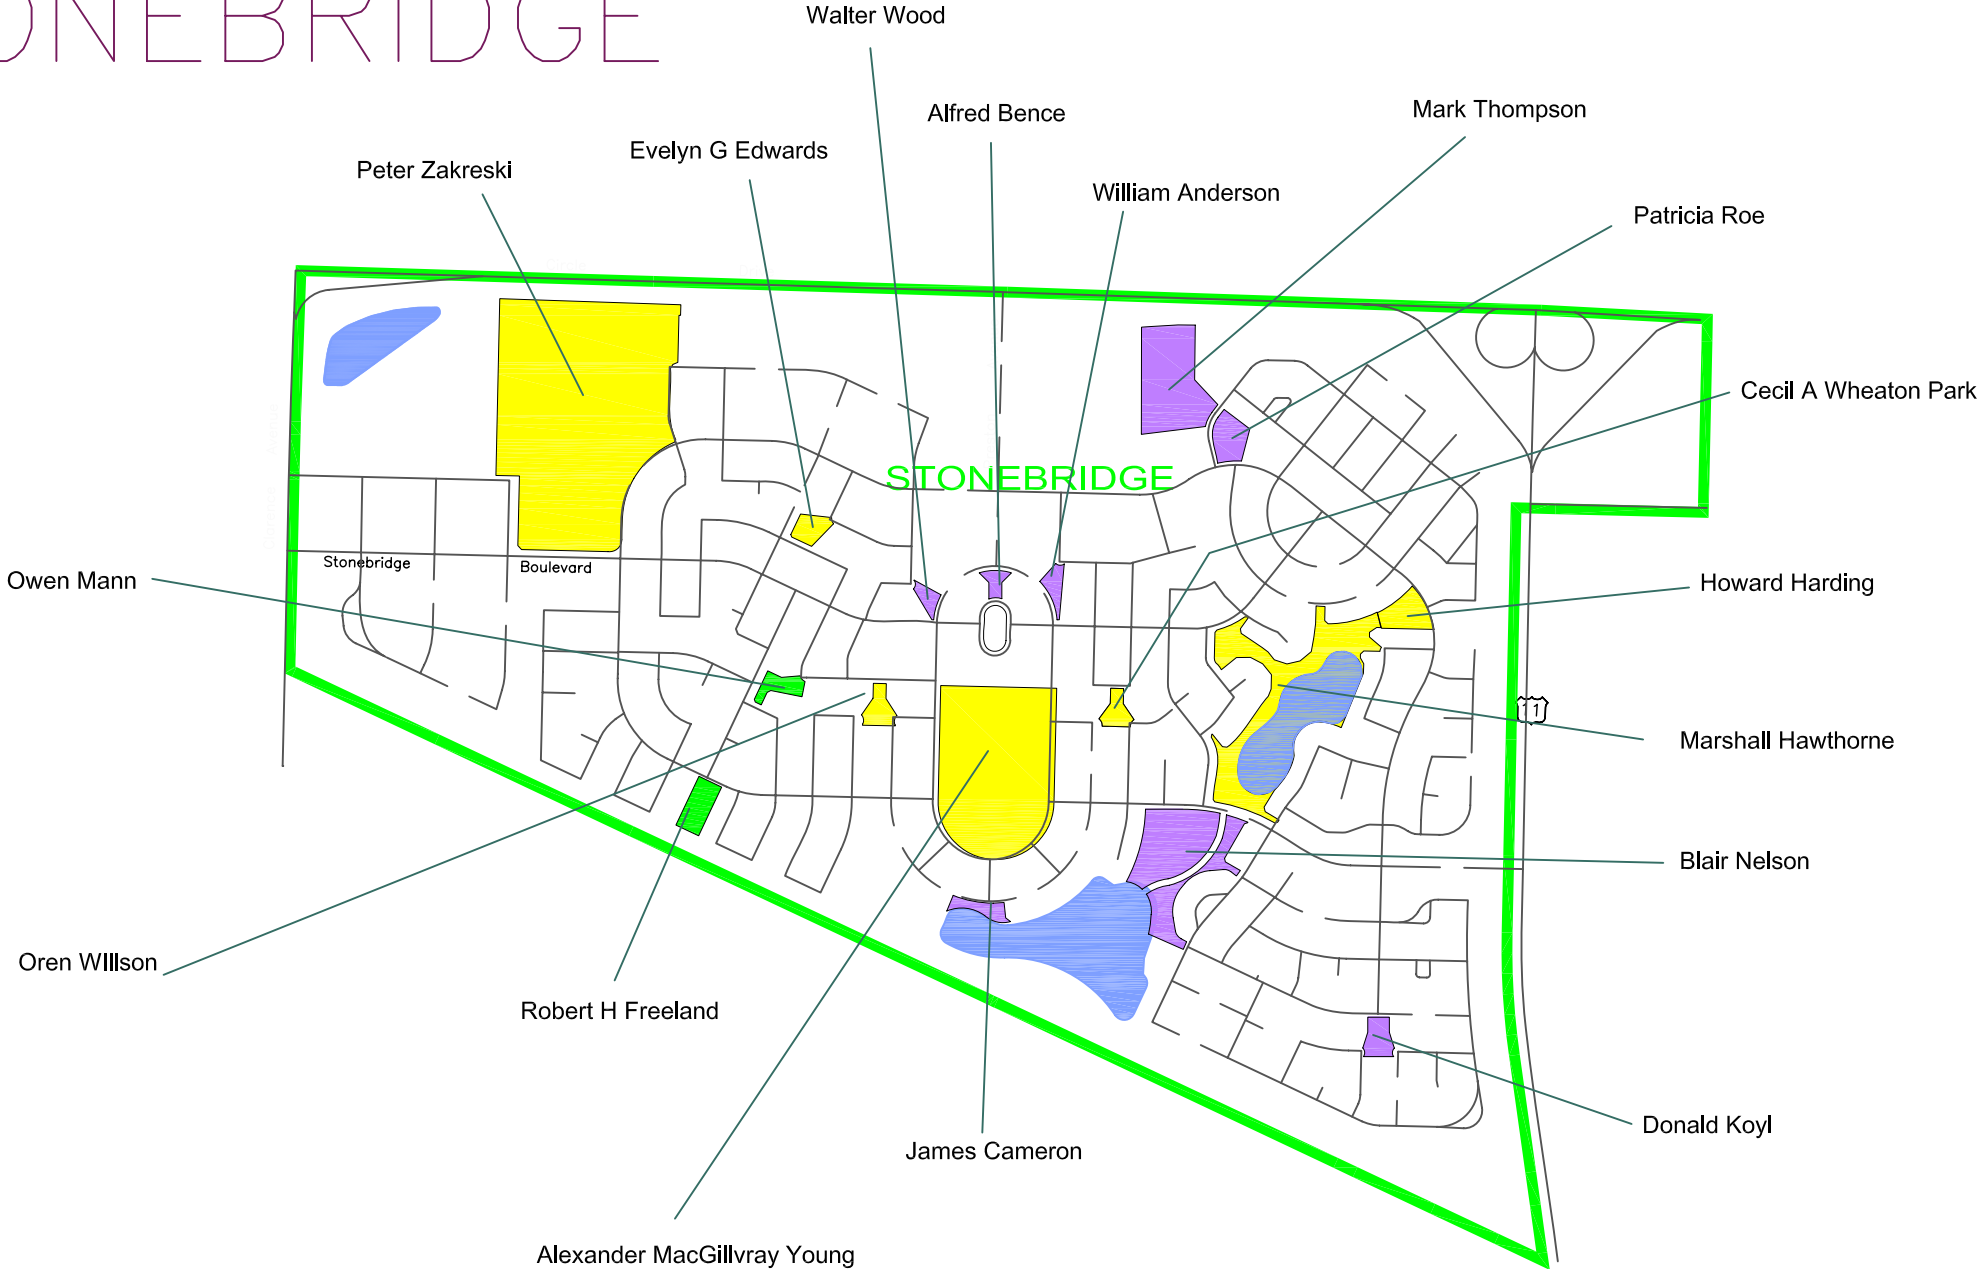 ONEBRIDGE
Walter Wood
Alfred Bence
Mark Thompson
Evelyn G Edwards
Peter Zakreski
William Anderson
Patricia Roe
Cecil A Wheaton Park
STONEBRIDGE
Stonebridge Boulevard
Owen Mann
Howard Harding
11
Marshall Hawthorne
Blair Nelson
Oren WIllson
Robert H Freeland
Donald Koyl
James Cameron
Alexander MacGillvray Young